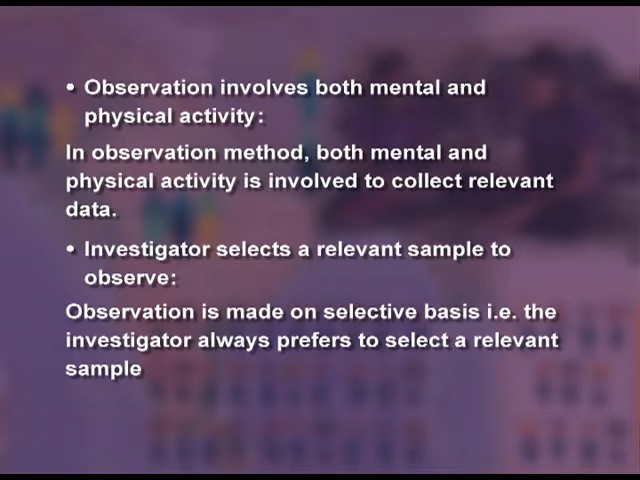 • Observation involves both mental and
physical activity:
In observation method, both mental and
physical activity is involved to collect relevant
data.
• Investigator selects a relevant sample to
observe:
Observation is made on selective basis i.e. the
investigator always prefers to select a relevant
sample